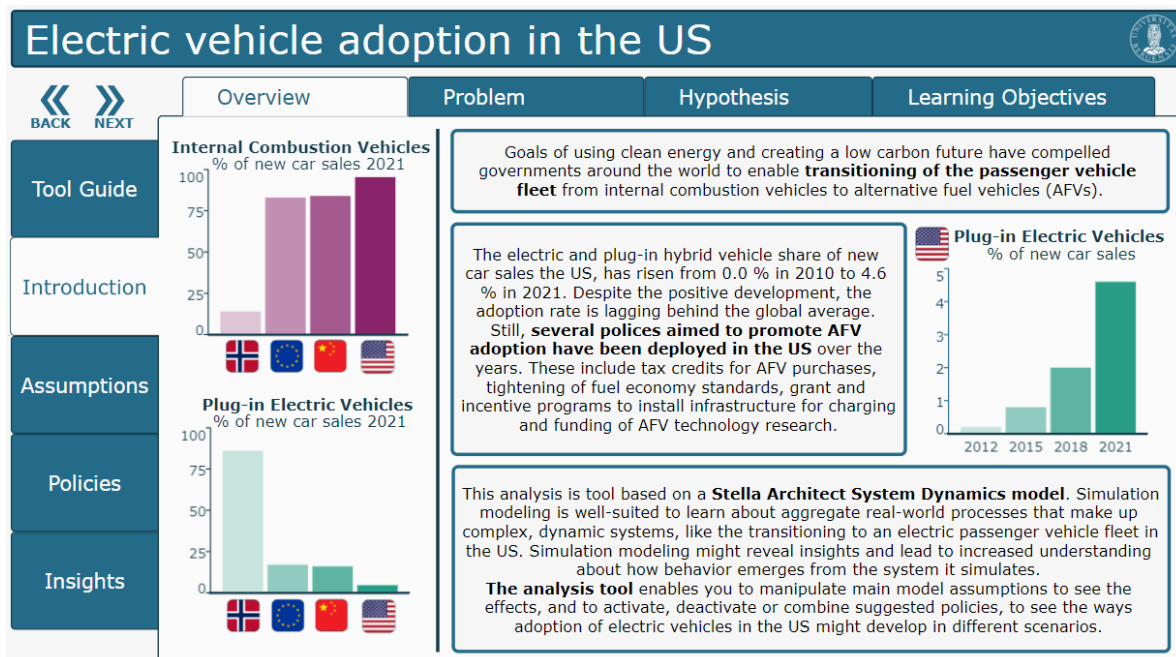 Electric vehicle adoption in the US
UNIVERSITAS BERGENSIS
BACK NEXT
Overview
Problem
Hypothesis
Learning Objectives
Tool Guide
Introduction
Assumptions
Policies
Insights
Internal Combustion Vehicles
% of new car sales 2021
100
75
50
25
0
Plug-in Electric Vehicles
% of new car sales 2021
100
75
50
25
0
Goals of using clean energy and creating a low carbon future have compelled
governments around the world to enable transitioning of the passenger vehicle
fleet from internal combustion vehicles to alternative fuel vehicles (AFVs).
The electric and plug-in hybrid vehicle share of new
car sales the US, has risen from 0.0 % in 2010 to 4.6
% in 2021. Despite the positive development, the
adoption rate is lagging behind the global average.
Still, several polices aimed to promote AFV
adoption have been deployed in the US over the
years. These include tax credits for AFV purchases,
tightening of fuel economy standards, grant and
incentive programs to install infrastructure for charging
and funding of AFV technology research.
Plug-in Electric Vehicles
% of new car sales
5
4
3
2
1
0
2012 2015 2018 2021
This analysis is tool based on a Stella Architect System Dynamics model. Simulation
modeling is well-suited to learn about aggregate real-world processes that make up
complex, dynamic systems, like the transitioning to an electric passenger vehicle fleet in
the US. Simulation modeling might reveal insights and lead to increased understanding
about how behavior emerges from the system it simulates.
The analysis tool enables you to manipulate main model assumptions to see the
effects, and to activate, deactivate or combine suggested policies, to see the ways
adoption of electric vehicles in the US might develop in different scenarios.